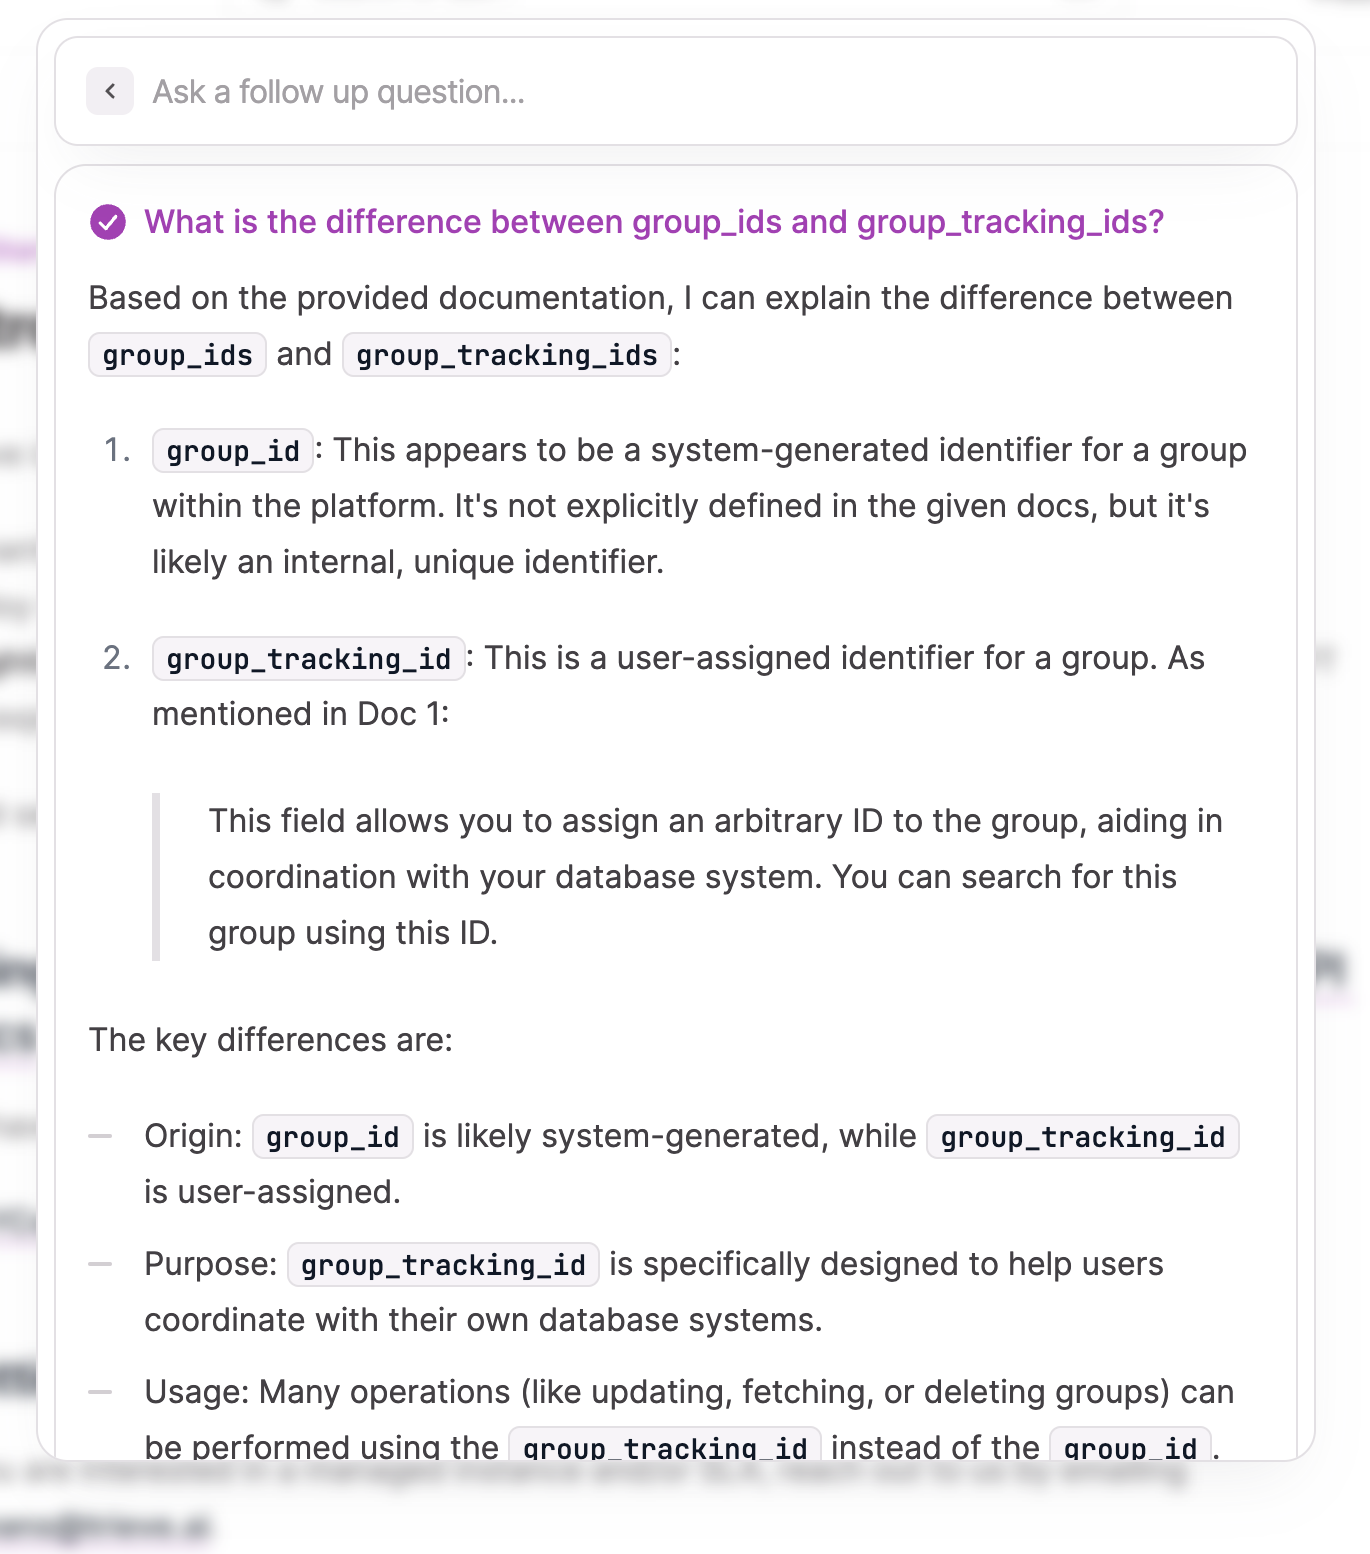 Ask a follow up question...
What is the difference between group_ids and group_tracking_ids?
Based on the provided documentation, I can explain the difference between
group_ids and group_tracking_ids:
1. group_id: This appears to be a system-generated identifier for a group
within the platform. It's not explicitly defined in the given docs, but it's
likely an internal, unique identifier.
2. group_tracking_id: This is a user-assigned identifier for a group. As
mentioned in Doc 1:
This field allows you to assign an arbitrary ID to the group, aiding in
coordination with your database system. You can search for this
group using this ID.
The key differences are:
— Origin: group_id is likely system-generated, while group_tracking_id
is user-assigned.
— Purpose: group_tracking_id is specifically designed to help users
coordinate with their own database systems.
— Usage: Many operations (like updating, fetching, or deleting groups) can
be performed using the group_tracking_id instead of the group_id.